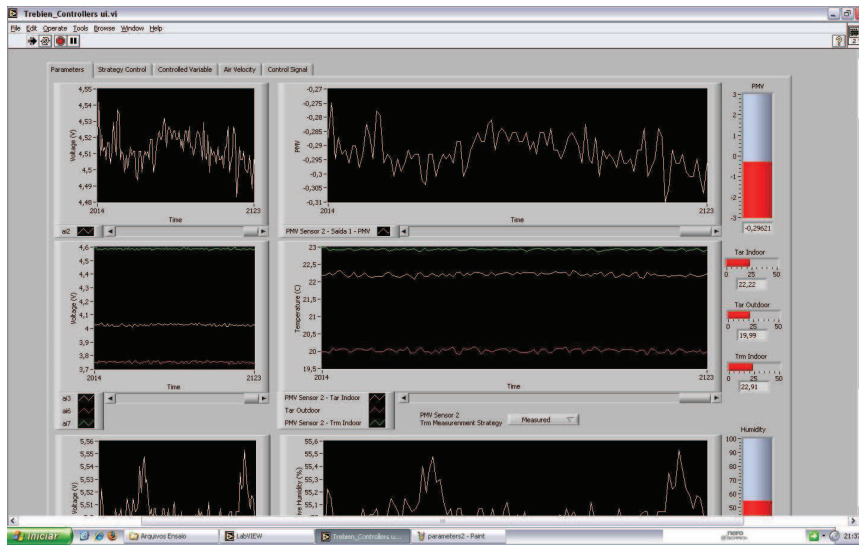 Trebien_Controllers ui.vi
File Edit Operate Tools Browse Window Help
Parameters Strategy Control Controlled Variable Air Velocity Control Signal
4,55
4,54
4,53
4,52
4,51
4,5
4,49
4,48
Voltage (V)
2014
2123
Time
ai2
-0,27
-0,275
-0,28
-0,285
-0,29
-0,295
-0,3
-0,305
-0,31
PMV
2014
2123
Time
PMV Sensor 2 - Saída 1 - PMV
PMV
3
2
1
0
-1
-2
-3
-0,29621
4,6
4,5
4,4
4,3
4,2
4,1
4
3,9
3,8
3,7
Voltage (V)
2014
2123
Time
ai3
ai6
ai7
23
22,5
22
21,5
21
20,5
20
19,5
Temperature (C)
2014
2123
Time
PMV Sensor 2 - Tar Indoor
Tar Outdoor
PMV Sensor 2 - Trm Indoor
PMV Sensor 2
Trm Measurenment Strategy
Measured
Tar Indoor
0 25 50
22,22
Tar Outdoor
0 25 50
19,99
Trm Indoor
0 25 50
22,91
5,56
5,55
5,54
5,53
5,52
5,51
5,5
Voltage (V)
55,6
55,5
55,4
55,3
55,2
55,1
55
ive Humidity (%)
Humidity
100
90
80
70
60
50
Iniciar
Arquivos Ensaio
LabVIEW
Trebien_Controllers u...
parameters2 - Paint
nero
21:37